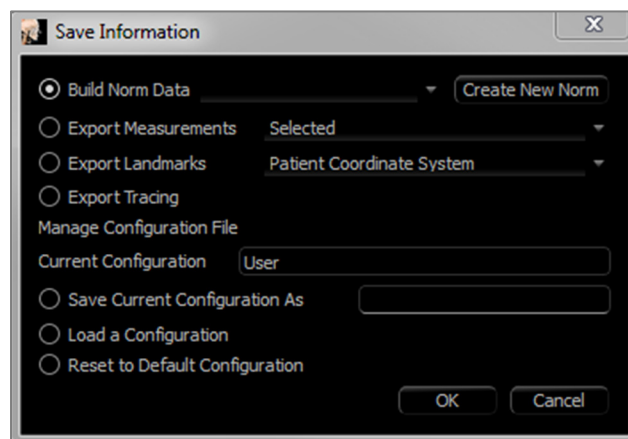 Save Information
Build Norm Data Create New Norm
Export Measurements Selected
Export Landmarks Patient Coordinate System
Export Tracing
Manage Configuration File
Current Configuration User
Save Current Configuration As
Load a Configuration
Reset to Default Configuration
OK Cancel